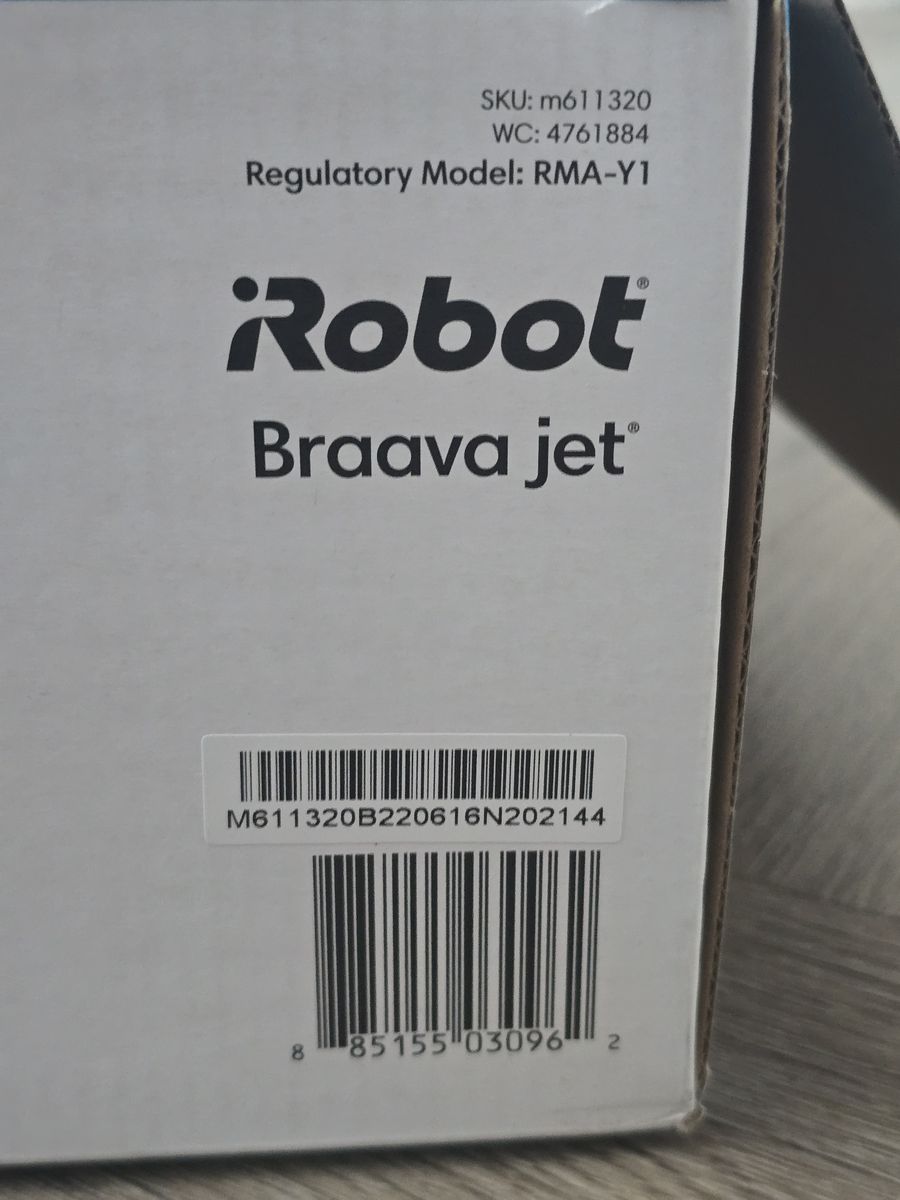 SKU: m611320
WC: 4761884
Regulatory Model: RMA-Y1
iRobot®
Braava jet®
M611320B220616N202144
8 85155 03096 2